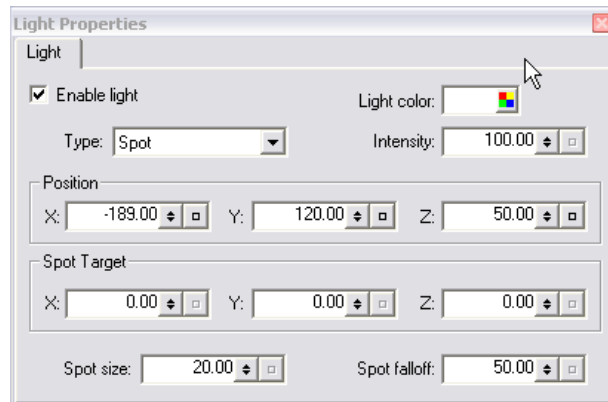 Light Properties
Light
Enable light Light color:
Type: Spot Intensity: 100.00
Position
X: -189.00 Y: 120.00 Z: 50.00
Spot Target
X: 0.00 Y: 0.00 Z: 0.00
Spot size: 20.00 Spot falloff: 50.00